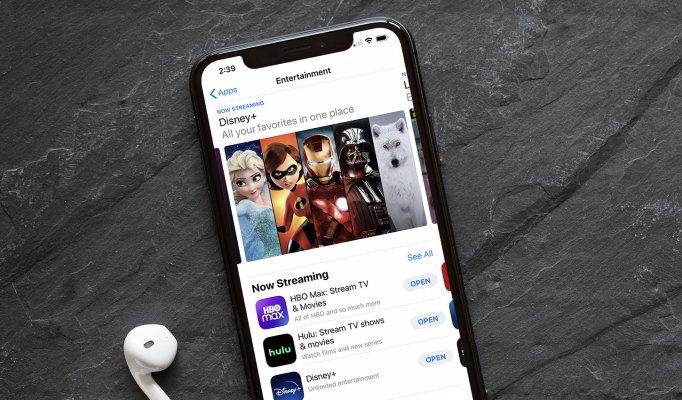 2:39
Apps
Entertainment
NOW STREAMING
Disney+
All your favorites in one place
L
E
Now Streaming
See All
HBO
max
HBO Max: Stream TV
& Movies
All of HBO and so much more
OPEN
hulu
Hulu: Stream TV shows
& movies
Watch films and new series
OPEN
Disney+
Disney+
Unlimited entertainment
OPEN